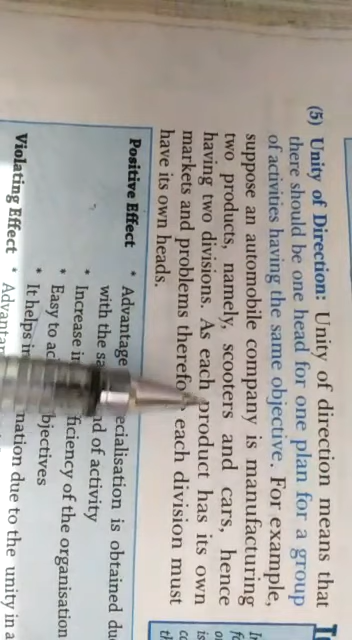 (5) Unity of Direction: Unity of direction means that
there should be one head for one plan for a group
of activities having the same objective. For example,
suppose an automobile company is manufacturing
two products, namely, scooters and cars, hence
having two divisions. As each product has its own
markets and problems therefo each division must
have its own heads.
Positive Effect • Advantage ecialisation is obtained du
with the sa nd of activity
• Increase in ficiency of the organisation
• Easy to ac bjectives
• It helps in nation due to the unity in a
Violating Effect • Advantag